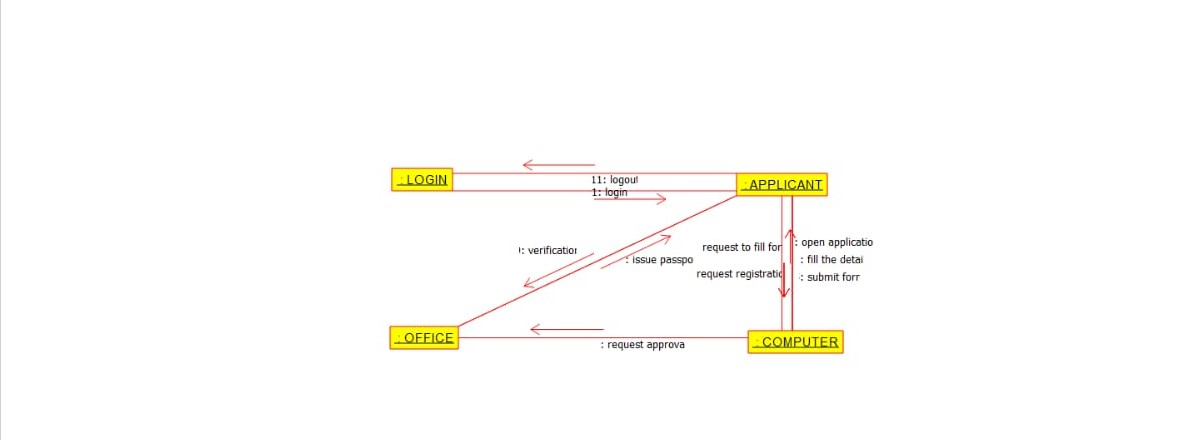 : LOGIN
11: logout
1: login
: APPLICANT
: verification
: issue passpo
request to fill for
: open applicatio
: fill the detai
request registratio
: submit forr
: OFFICE
: request approva
: COMPUTER